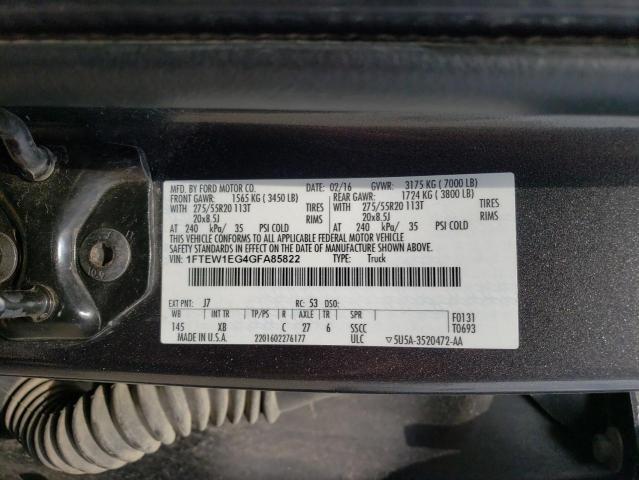 MFD. BY FORD MOTOR CO. 02/16 GVWR: 3175 KG ( 7000 LB)
FRONT GAWR: 1565 KG ( 3450 LB) REAR GAWR: 1724 KG ( 3800 LB)
WITH 275/55R20 113T TIRES WITH 275/55R20 113T TIRES
20x8.5J RIMS 20x8.5J RIMS
AT 240 kPa/ 35 PSI COLD AT 240 kPa/ 35 PSI COLD
THIS VEHICLE CONFORMS TO ALL APPLICABLE FEDERAL MOTOR VEHICLE
SAFETY STANDARDS IN EFFECT ON THE DATE OF MANUFACTURE SHOWN ABOVE.
VIN: 1FTEW1EG4GFA85822 TYPE: Truck
EXT PNT: J7 RC: 53 DSO: F0131
WB INT TR TP/PS R AXLE TR SPR T0693
145 XB C 27 6 SSCC
MADE IN U.S.A. 2201602276177 ULC ▽5U5A-3520472-AA